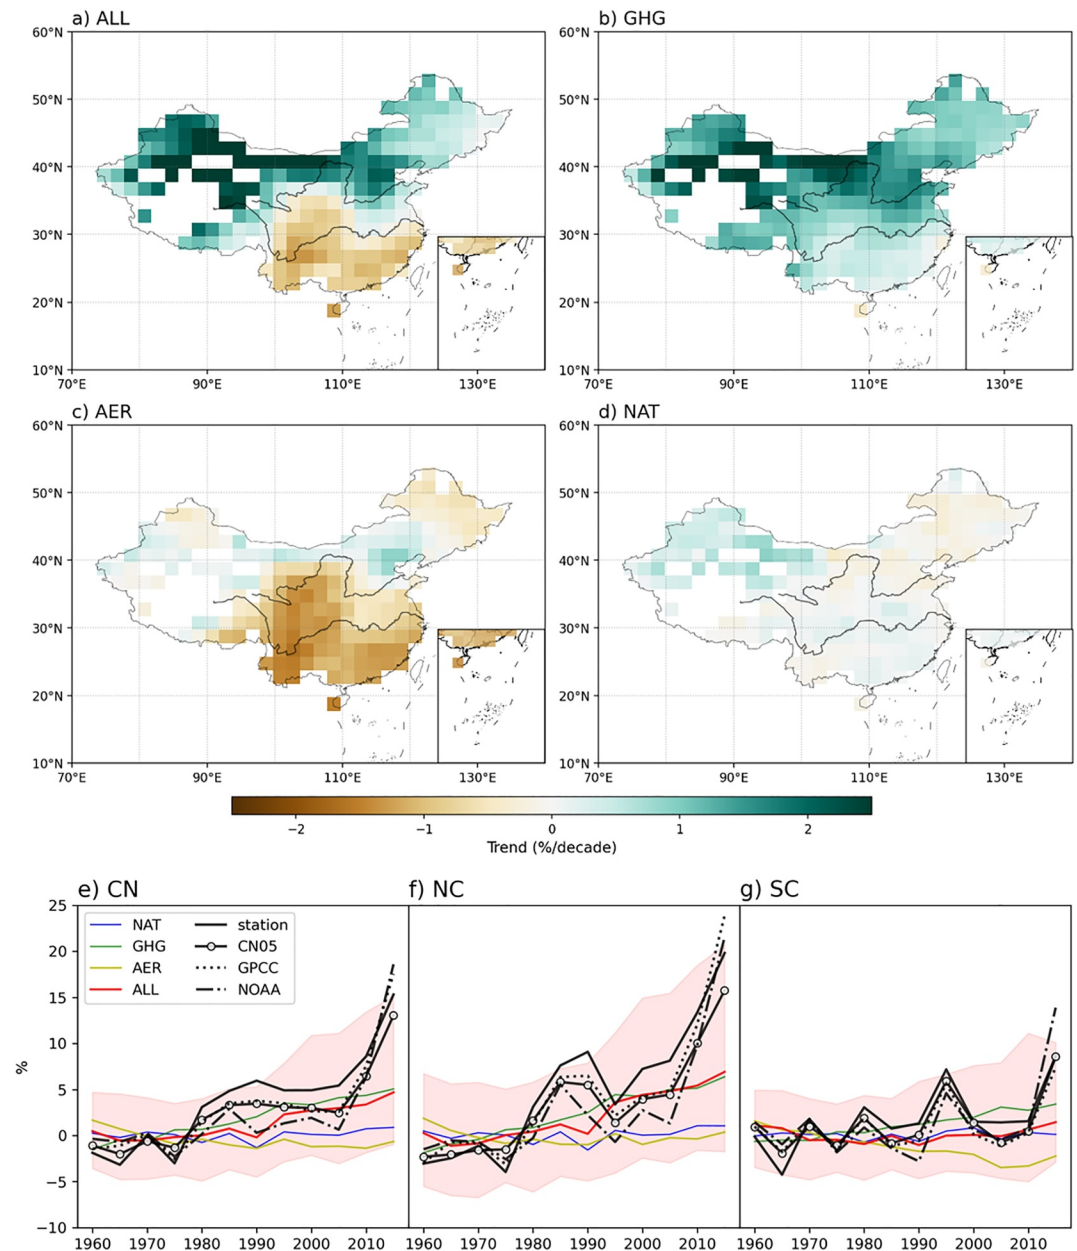 a) ALL
b) GHG
60°N
50°N
40°N
30°N
20°N
10°N
70°E 90°E 110°E 130°E
60°N
50°N
40°N
30°N
20°N
10°N
70°E 90°E 110°E 130°E
c) AER
d) NAT
60°N
50°N
40°N
30°N
20°N
10°N
70°E 90°E 110°E 130°E
60°N
50°N
40°N
30°N
20°N
10°N
70°E 90°E 110°E 130°E
−2 −1 0 1 2
Trend (%/decade)
e) CN
f) NC
g) SC
25
20
15
10
5
0
−5
−10
%
NAT
GHG
AER
ALL
station
CN05
GPCC
NOAA
1960 1970 1980 1990 2000 2010
1960 1970 1980 1990 2000 2010
1960 1970 1980 1990 2000 2010